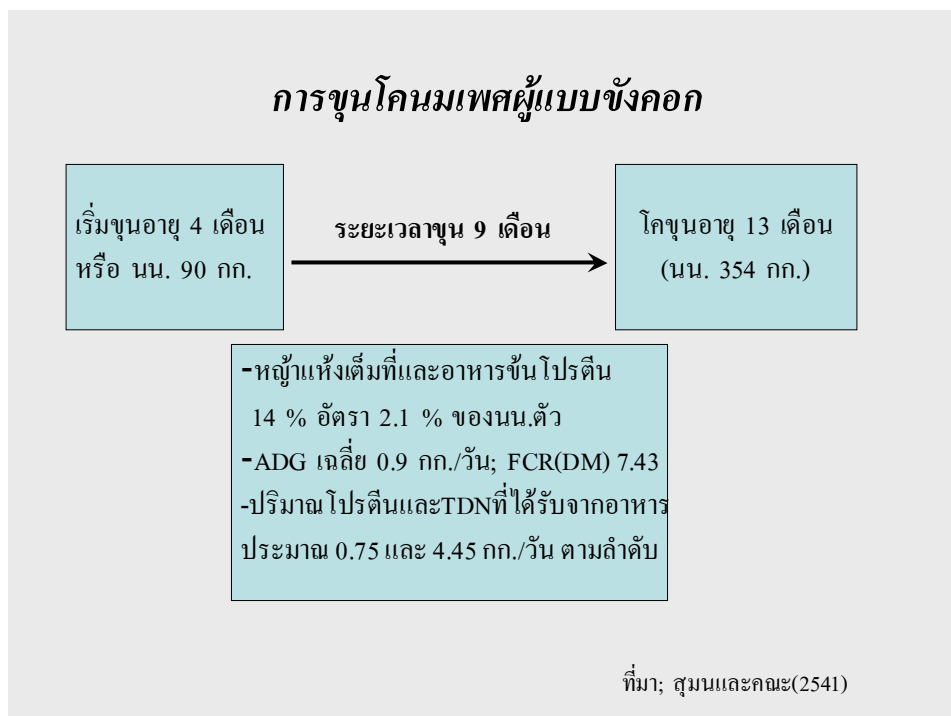 การขุนโคนมเพศผู้แบบขังคอก
เริ่มขุนอายุ 4 เดือน
หรือ นน. 90 กก.
ระยะเวลาขุน 9 เดือน
โคขุนอายุ 13 เดือน
(นน. 354 กก.)
-หญ้าแห้งเต็มที่และอาหารข้นโปรตีน
14 % อัตรา 2.1 % ของนน.ตัว
-ADG เฉลี่ย 0.9 กก./วัน; FCR(DM) 7.43
-ปริมาณโปรตีนและTDNที่ได้รับจากอาหาร
ประมาณ 0.75 และ 4.45 กก./วัน ตามลำดับ
ที่มา; สุมนและคณะ(2541)